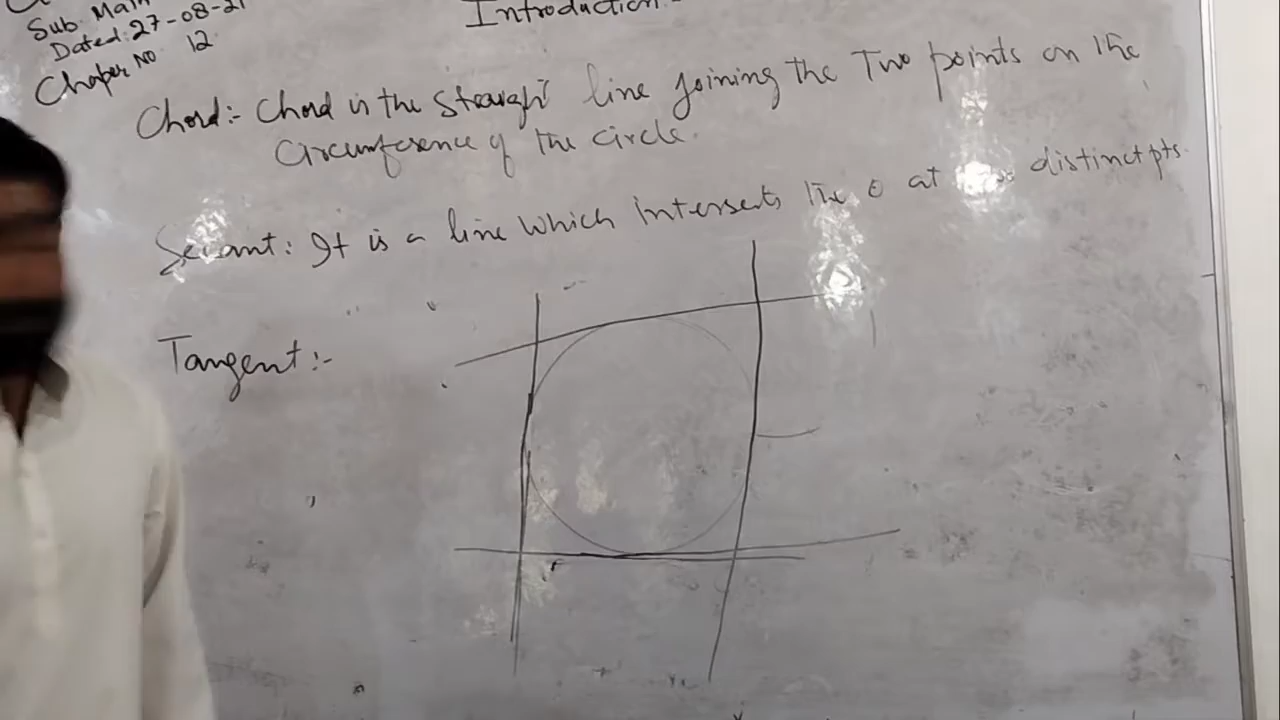 Sub. Math
Dated: 27-08-21
Chapter No 12
Introduction:-
Chord:- Chord is the straight line joining the Two points on the
Circumference of the circle.
Secant: It is a line which intersects the ⊙ at distinct pts.
Tangent:-